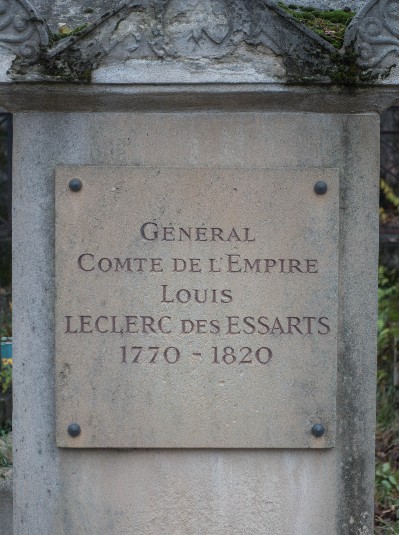 GÉNÉRAL
COMTE DE L'EMPIRE
LOUIS
LECLERC DES ESSARTS
1770 - 1820